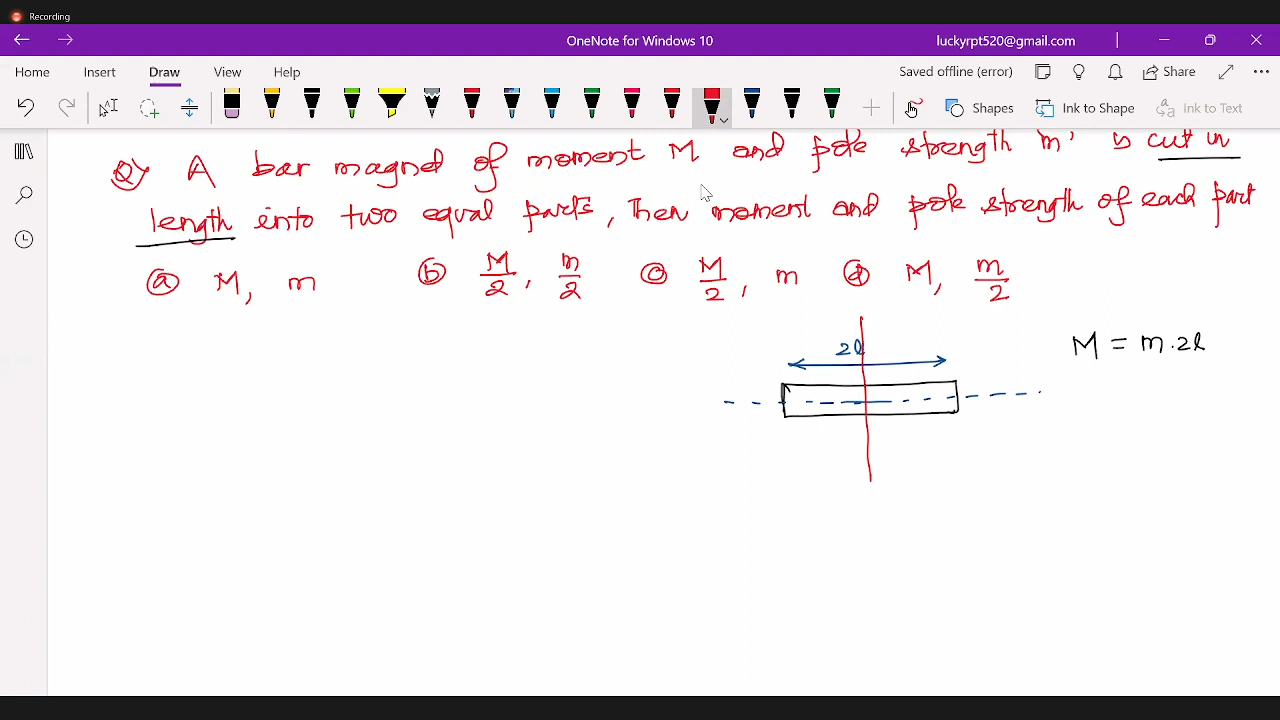 Recording
OneNote for Windows 10
luckyrpt520@gmail.com
Home Insert Draw View Help
Saved offline (error)
Share
Shapes
Ink to Shape
Ink to Text
Q) A bar magnet of moment M and pole strength 'm' is cut in
length into two equal parts, Then moment and pole strength of each part
(a) M, m (b) M/2, m/2 (c) M/2, m (d) M, m/2
2l
M = m.2l